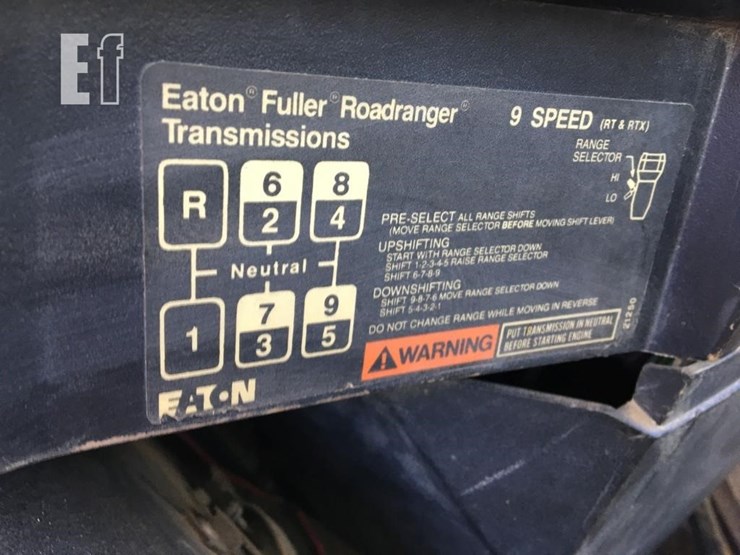 Ef
Eaton® Fuller® Roadranger®
Transmissions
9 SPEED (RT & RTX)
RANGE
SELECTOR
HI
LO
R 6 8
2 4
Neutral
1 7 9
3 5
PRE-SELECT ALL RANGE SHIFTS
(MOVE RANGE SELECTOR BEFORE MOVING SHIFT LEVER)
UPSHIFTING
START WITH RANGE SELECTOR DOWN
SHIFT 1-2-3-4-5 RAISE RANGE SELECTOR
SHIFT 6-7-8-9
DOWNSHIFTING
SHIFT 9-8-7-6 MOVE RANGE SELECTOR DOWN
SHIFT 5-4-3-2-1
DO NOT CHANGE RANGE WHILE MOVING IN REVERSE
WARNING
PUT TRANSMISSION IN NEUTRAL
BEFORE STARTING ENGINE
21290
EATON